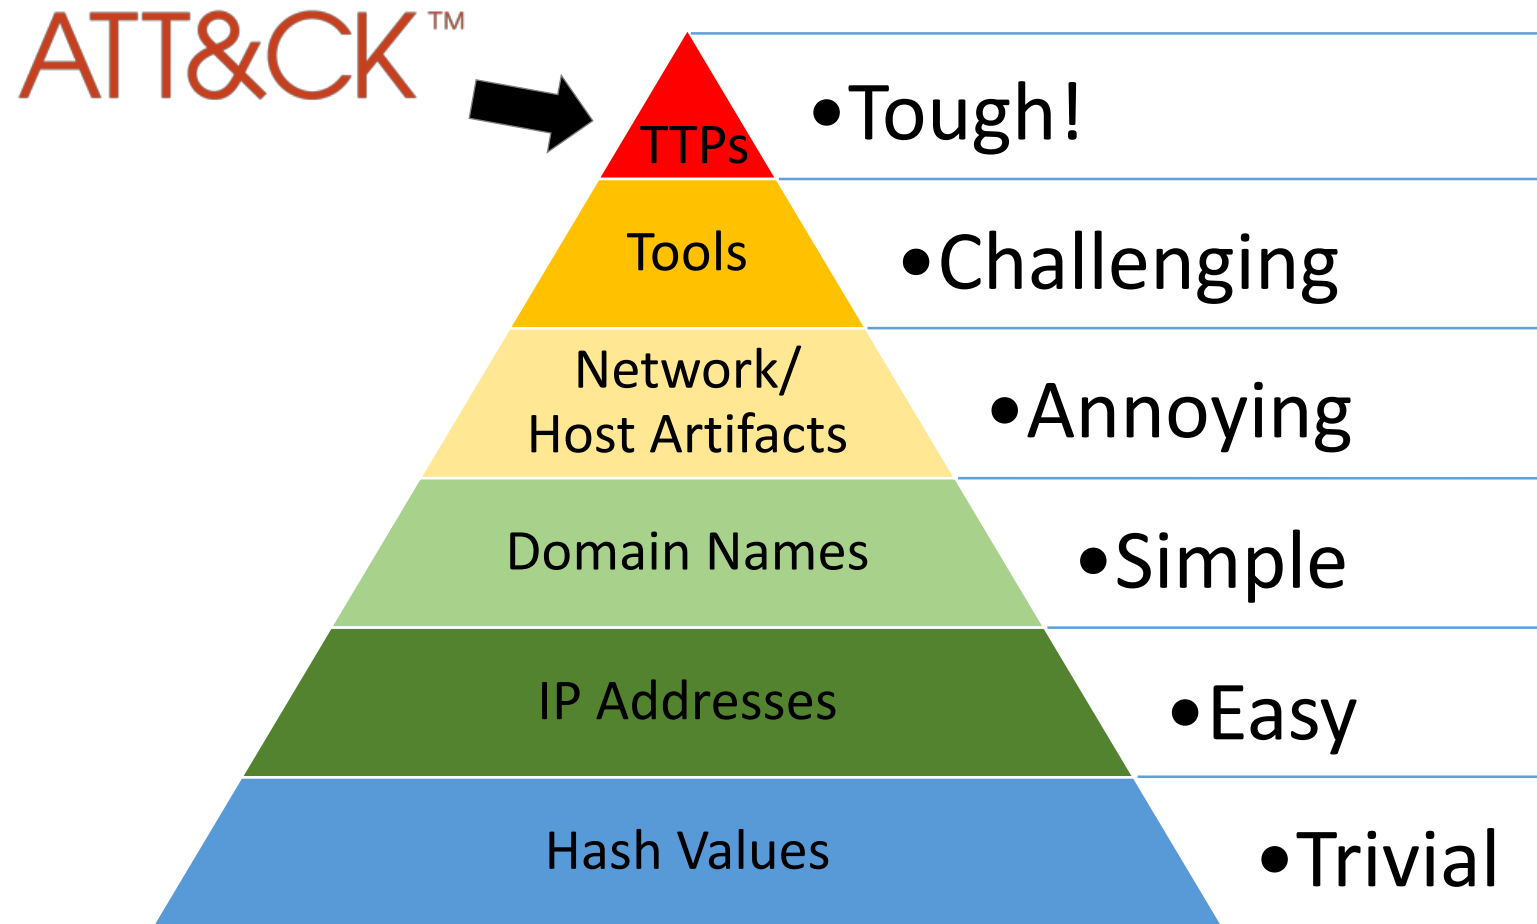 ATT&CK™
TTPs
•Tough!
Tools
•Challenging
Network/
Host Artifacts
•Annoying
Domain Names
•Simple
IP Addresses
•Easy
Hash Values
•Trivial